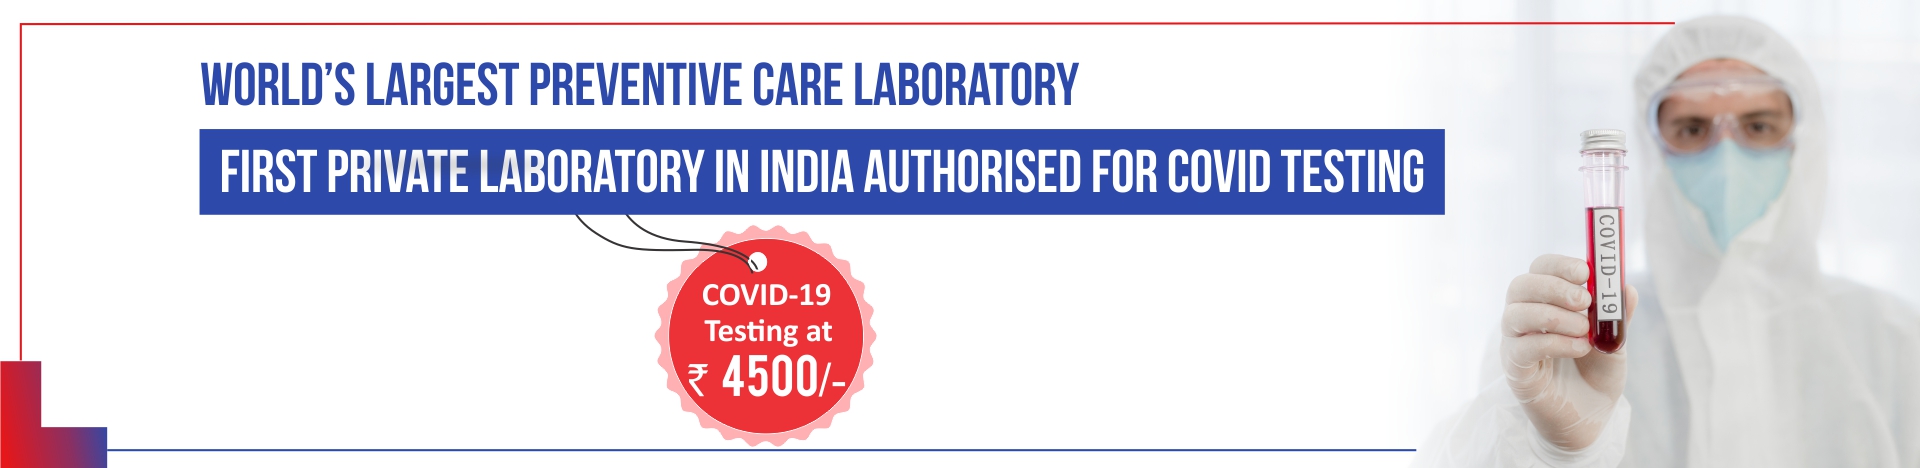 WORLD'S LARGEST PREVENTIVE CARE LABORATORY
FIRST PRIVATE LABORATORY IN INDIA AUTHORISED FOR COVID TESTING
COVID-19
Testing at
₹ 4500/-
COVID-19